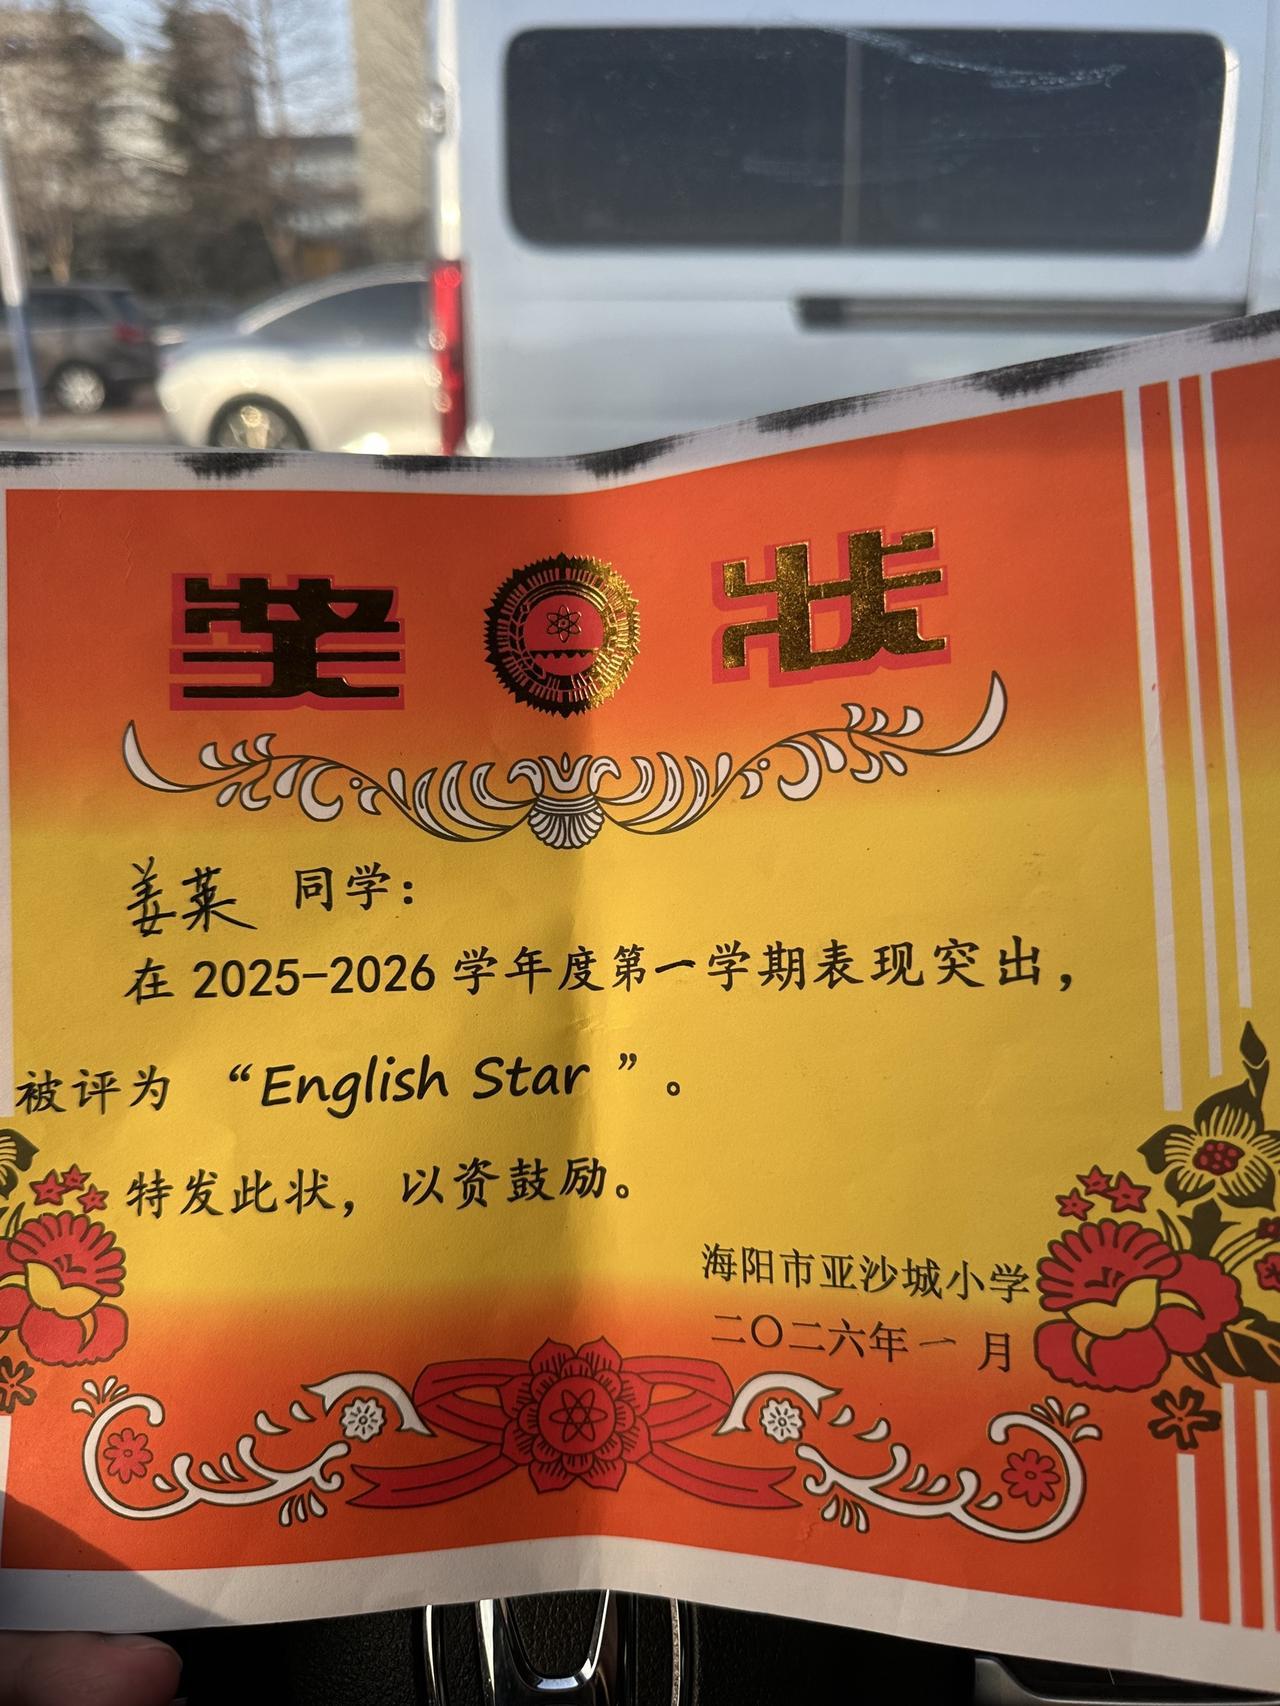 奖状
姜莱 同学：
在 2025-2026 学年度第一学期表现突出，
被评为 “English Star ”。
特发此状，以资鼓励。
海阳市亚沙城小学
二〇二六年 一 月